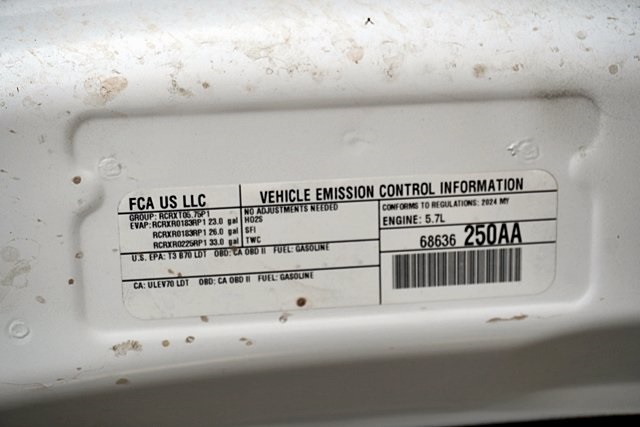 FCA US LLC
VEHICLE EMISSION CONTROL INFORMATION
GROUP: RCRXT05.75P1
EVAP: RCRXR0183RP1 23.0 gal
RCRXR0183RP1 26.0 gal
RCRXR0225RP1 33.0 gal
NO ADJUSTMENTS NEEDED
HO2S
SFI
TWC
CONFORMS TO REGULATIONS: 2024 MY
ENGINE: 5.7L
68636 250AA
U.S. EPA: T3 B70 LDT OBD: CA OBD II FUEL: GASOLINE
CA: ULEV70 LDT OBD: CA OBD II FUEL: GASOLINE